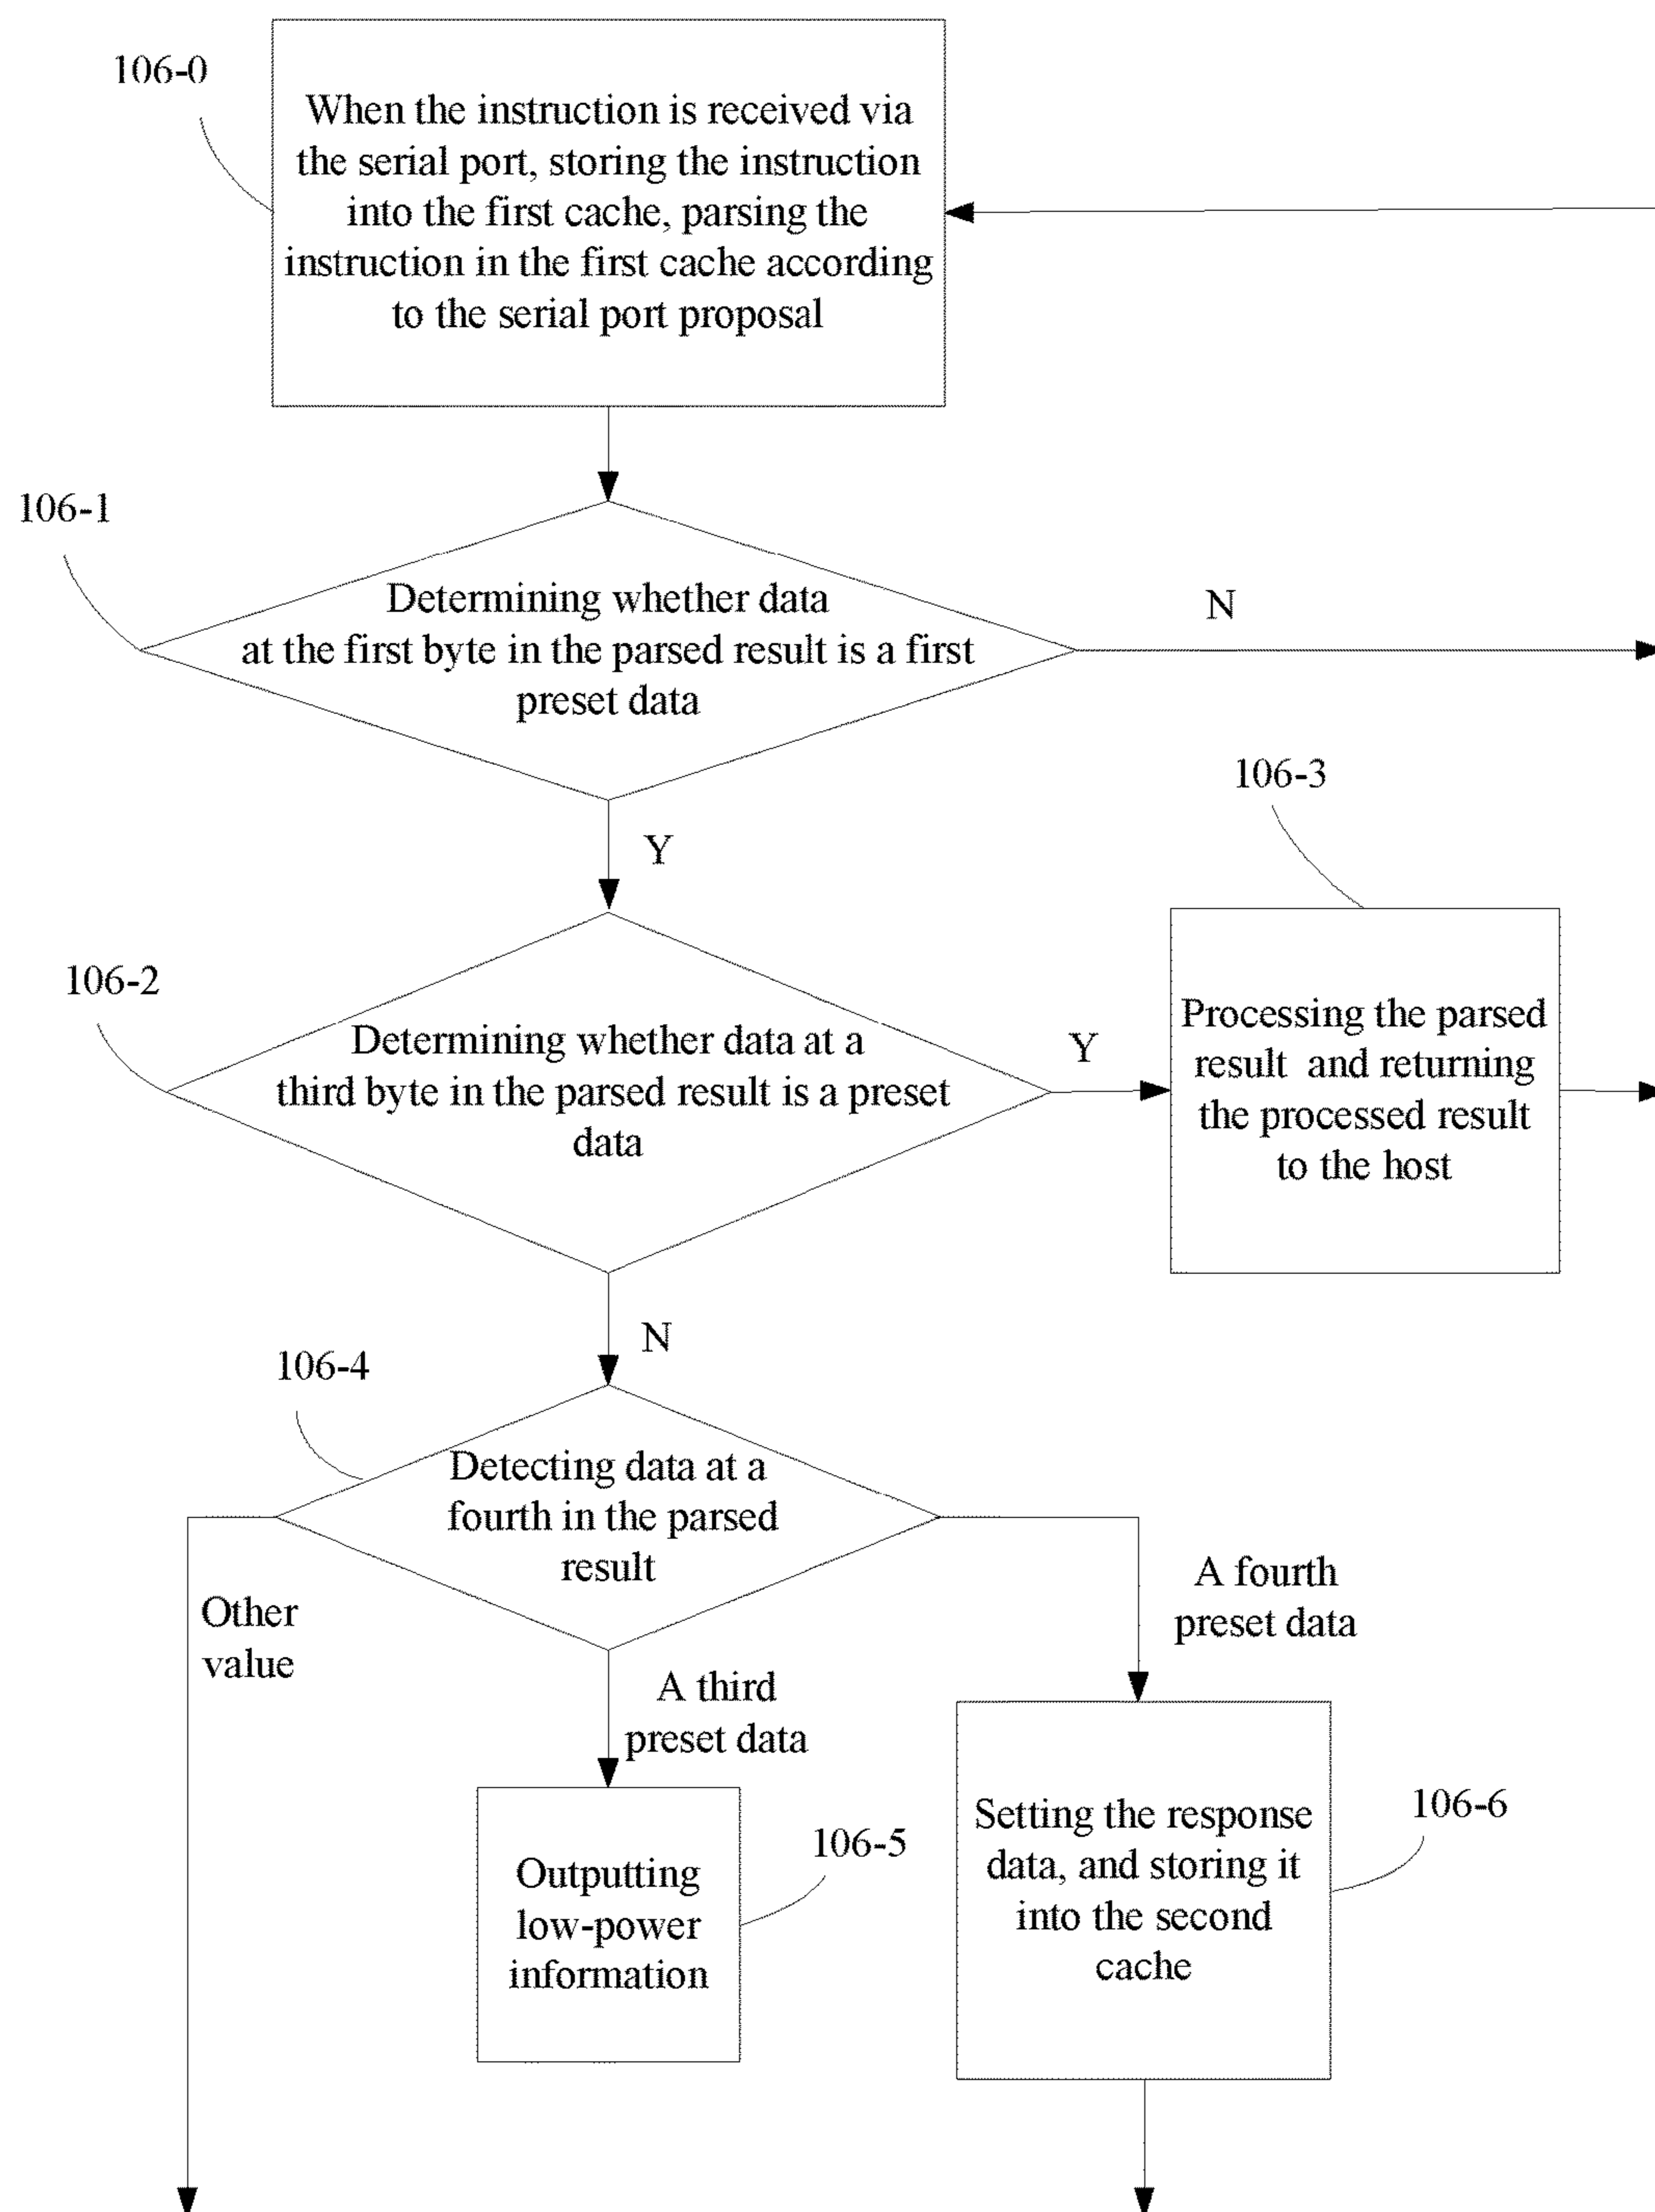 106-0
When the instruction is received via
the serial port, storing the instruction
into the first cache, parsing the
instruction in the first cache according
to the serial port proposal
106-1
Determining whether data
at the first byte in the parsed result is a first
preset data
N
Y
106-3
106-2
Determining whether data at a
third byte in the parsed result is a preset
data
Y
Processing the parsed
result and returning
the processed result
to the host
N
106-4
Detecting data at a
fourth in the parsed
result
Other
value
A third
preset data
A fourth
preset data
Outputting
low-power
information
106-5
Setting the response
data, and storing it
into the second
cache
106-6